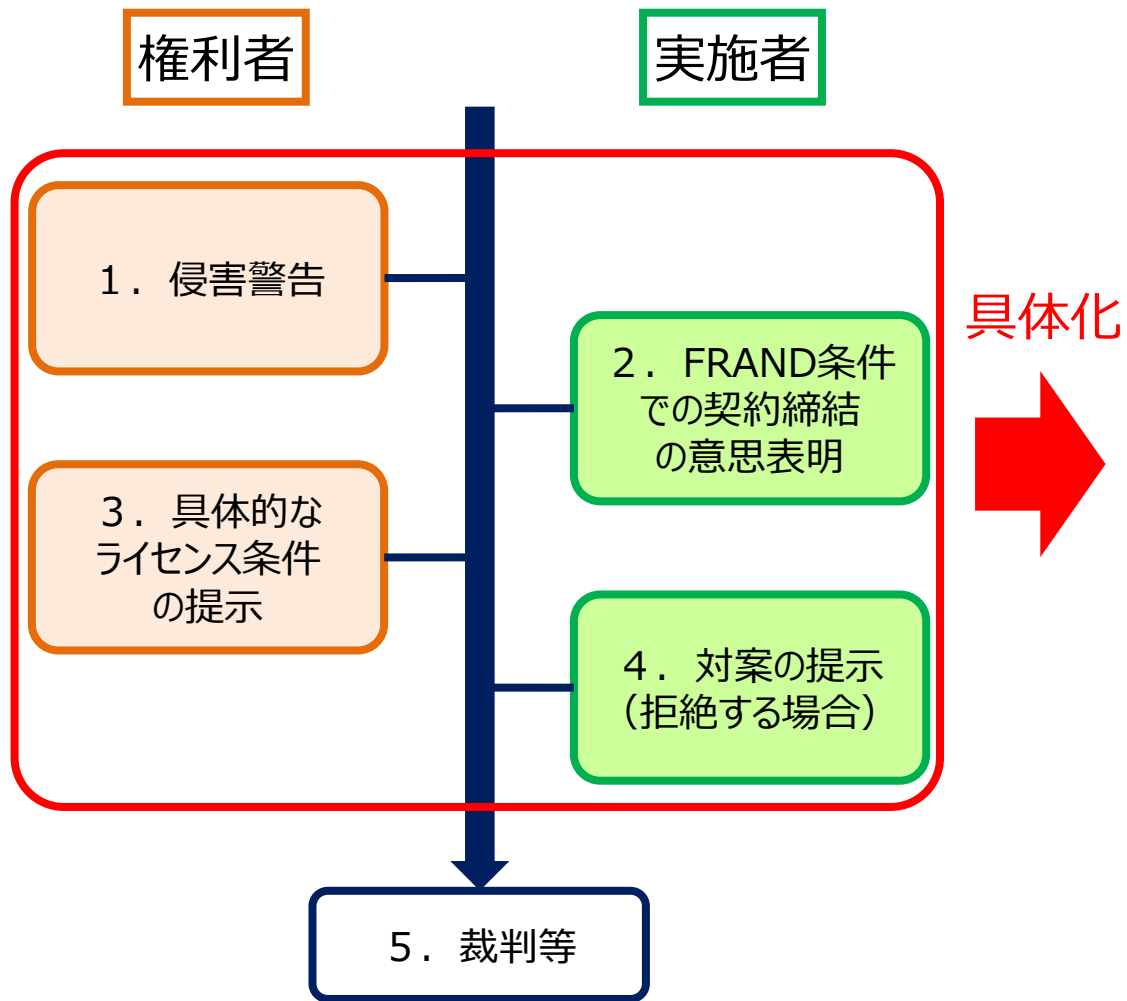 権利者
実施者
１．侵害警告
具体化
２．FRAND条件
での契約締結
の意思表明
３．具体的な
ライセンス条件
の提示
４．対案の提示
（拒絶する場合）
５．裁判等